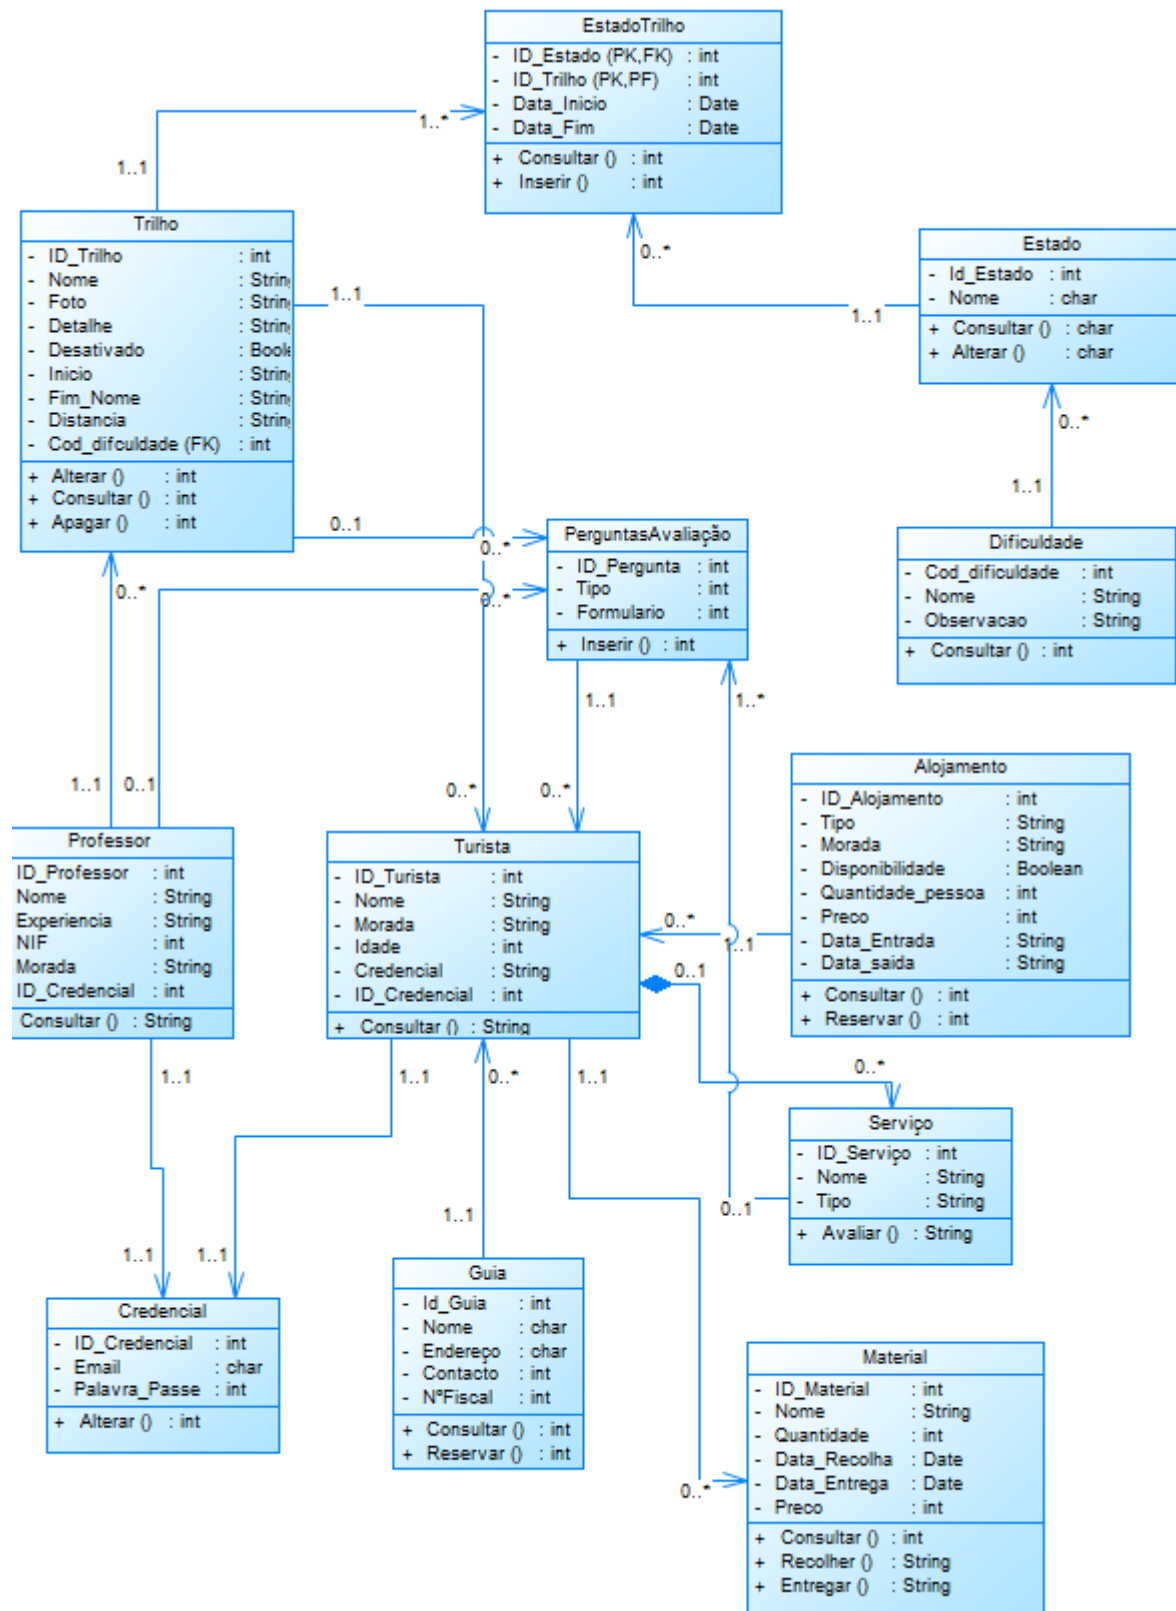 EstadoTrilho
- ID_Estado (PK,FK) : int
- ID_Trilho (PK,PF) : int
- Data_Inicio : Date
- Data_Fim : Date
+ Consultar () : int
+ Inserir () : int
1..*
1..1
Trilho
- ID_Trilho : int
- Nome : String
- Foto : String
- Detalhe : String
- Desativado : Boole
- Inicio : String
- Fim_Nome : String
- Distancia : String
- Cod_difculdade (FK) : int
+ Alterar () : int
+ Consultar () : int
+ Apagar () : int
0..*
1..1
Estado
- Id_Estado : int
- Nome : char
+ Consultar () : char
+ Alterar () : char
1..1
0..*
1..1
Dificuldade
- Cod_dificuldade : int
- Nome : String
- Observacao : String
+ Consultar () : int
0..1
0..*
PerguntasAvaliação
- ID_Pergunta : int
- Tipo : int
- Formulario : int
+ Inserir () : int
0..*
0..*
1..1
1..*
1..1
0..1
0..*
0..*
Alojamento
- ID_Alojamento : int
- Tipo : String
- Morada : String
- Disponibilidade : Boolean
- Quantidade_pessoa : int
- Preco : int
- Data_Entrada : String
- Data_saida : String
+ Consultar () : int
+ Reservar () : int
Professor
ID_Professor : int
Nome : String
Experiencia : String
NIF : int
Morada : String
ID_Credencial : int
Consultar () : String
Turista
- ID_Turista : int
- Nome : String
- Morada : String
- Idade : int
- Credencial : String
- ID_Credencial : int
+ Consultar () : String
0..*
1..1
0..1
0..*
1..1
1..1
0..*
1..1
Serviço
- ID_Serviço : int
- Nome : String
- Tipo : String
+ Avaliar () : String
0..1
1..1
1..1
1..1
Credencial
- ID_Credencial : int
- Email : char
- Palavra_Passe : int
+ Alterar () : int
Guia
- Id_Guia : int
- Nome : char
- Endereço : char
- Contacto : int
- NºFiscal : int
+ Consultar () : int
+ Reservar () : int
0..*
Material
- ID_Material : int
- Nome : String
- Quantidade : int
- Data_Recolha : Date
- Data_Entrega : Date
- Preco : int
+ Consultar () : int
+ Recolher () : String
+ Entregar () : String